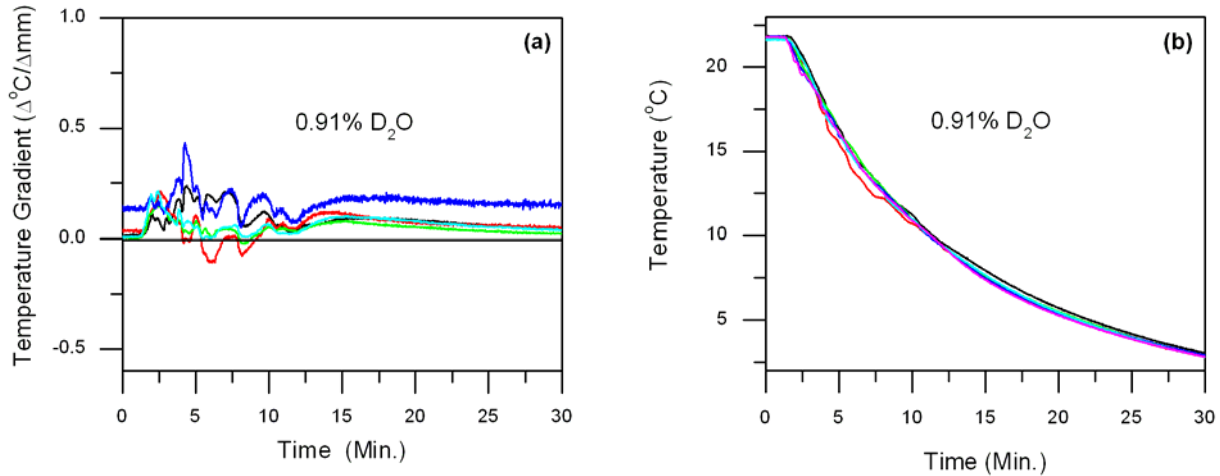 (a)
0.91% D₂O
Temperature Gradient (Δ°C/Δmm)
1.0
0.5
0.0
-0.5
0 5 10 15 20 25 30
Time (Min.)
(b)
0.91% D₂O
Temperature (°C)
20
15
10
5
0 5 10 15 20 25 30
Time (Min.)